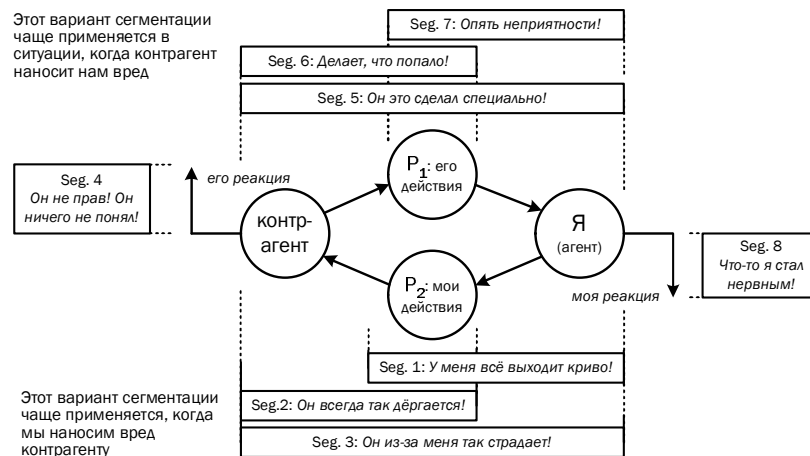 Этот вариант сегментации
чаще применяется в
ситуации, когда контрагент
наносит нам вред
Seg. 7: Опять неприятности!
Seg. 6: Делает, что попало!
Seg. 5: Он это сделал специально!
P1: его
действия
Seg. 4
Он не прав! Он
ничего не понял!
его реакция
контр-
агент
Я
(агент)
P2: мои
действия
моя реакция
Seg. 8
Что-то я стал
нервным!
Seg. 1: У меня всё выходит криво!
Seg.2: Он всегда так дёргается!
Seg. 3: Он из-за меня так страдает!
Этот вариант сегментации
чаще применяется, когда
мы наносим вред
контрагенту